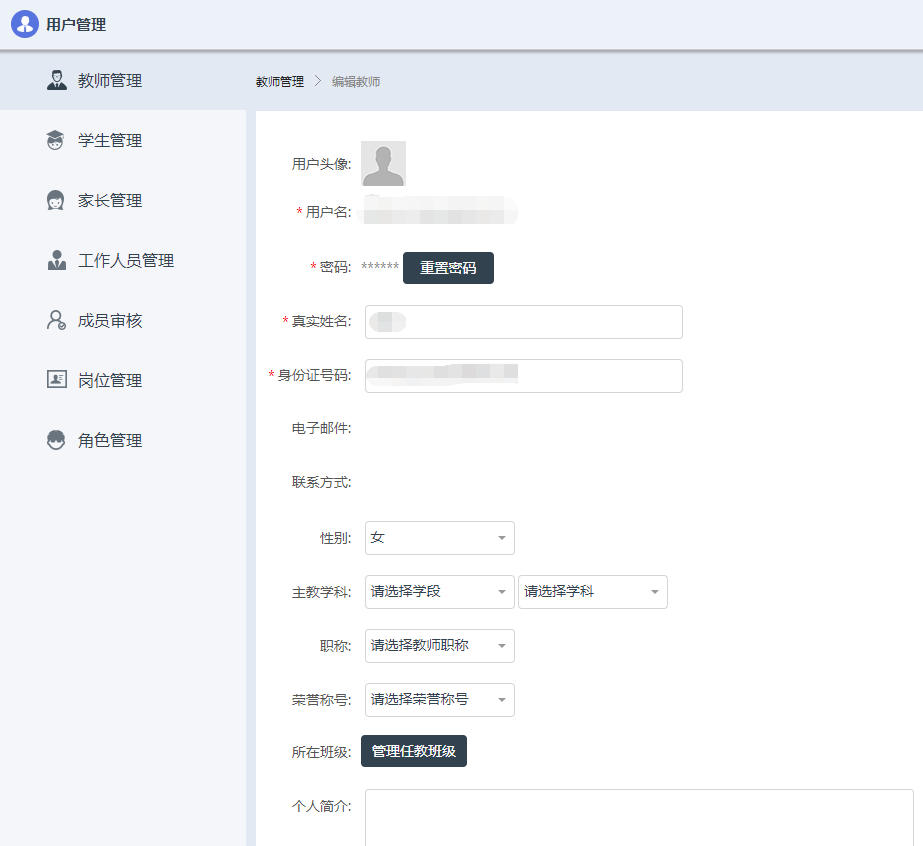 用户管理
教师管理
学生管理
家长管理
工作人员管理
成员审核
岗位管理
角色管理
教师管理 > 编辑教师
用户头像:
* 用户名:
* 密码: ****** 重置密码
* 真实姓名:
* 身份证号码:
电子邮件:
联系方式:
性别: 女
主教学科: 请选择学段 请选择学科
职称: 请选择教师职称
荣誉称号: 请选择荣誉称号
所在班级: 管理任教班级
个人简介: